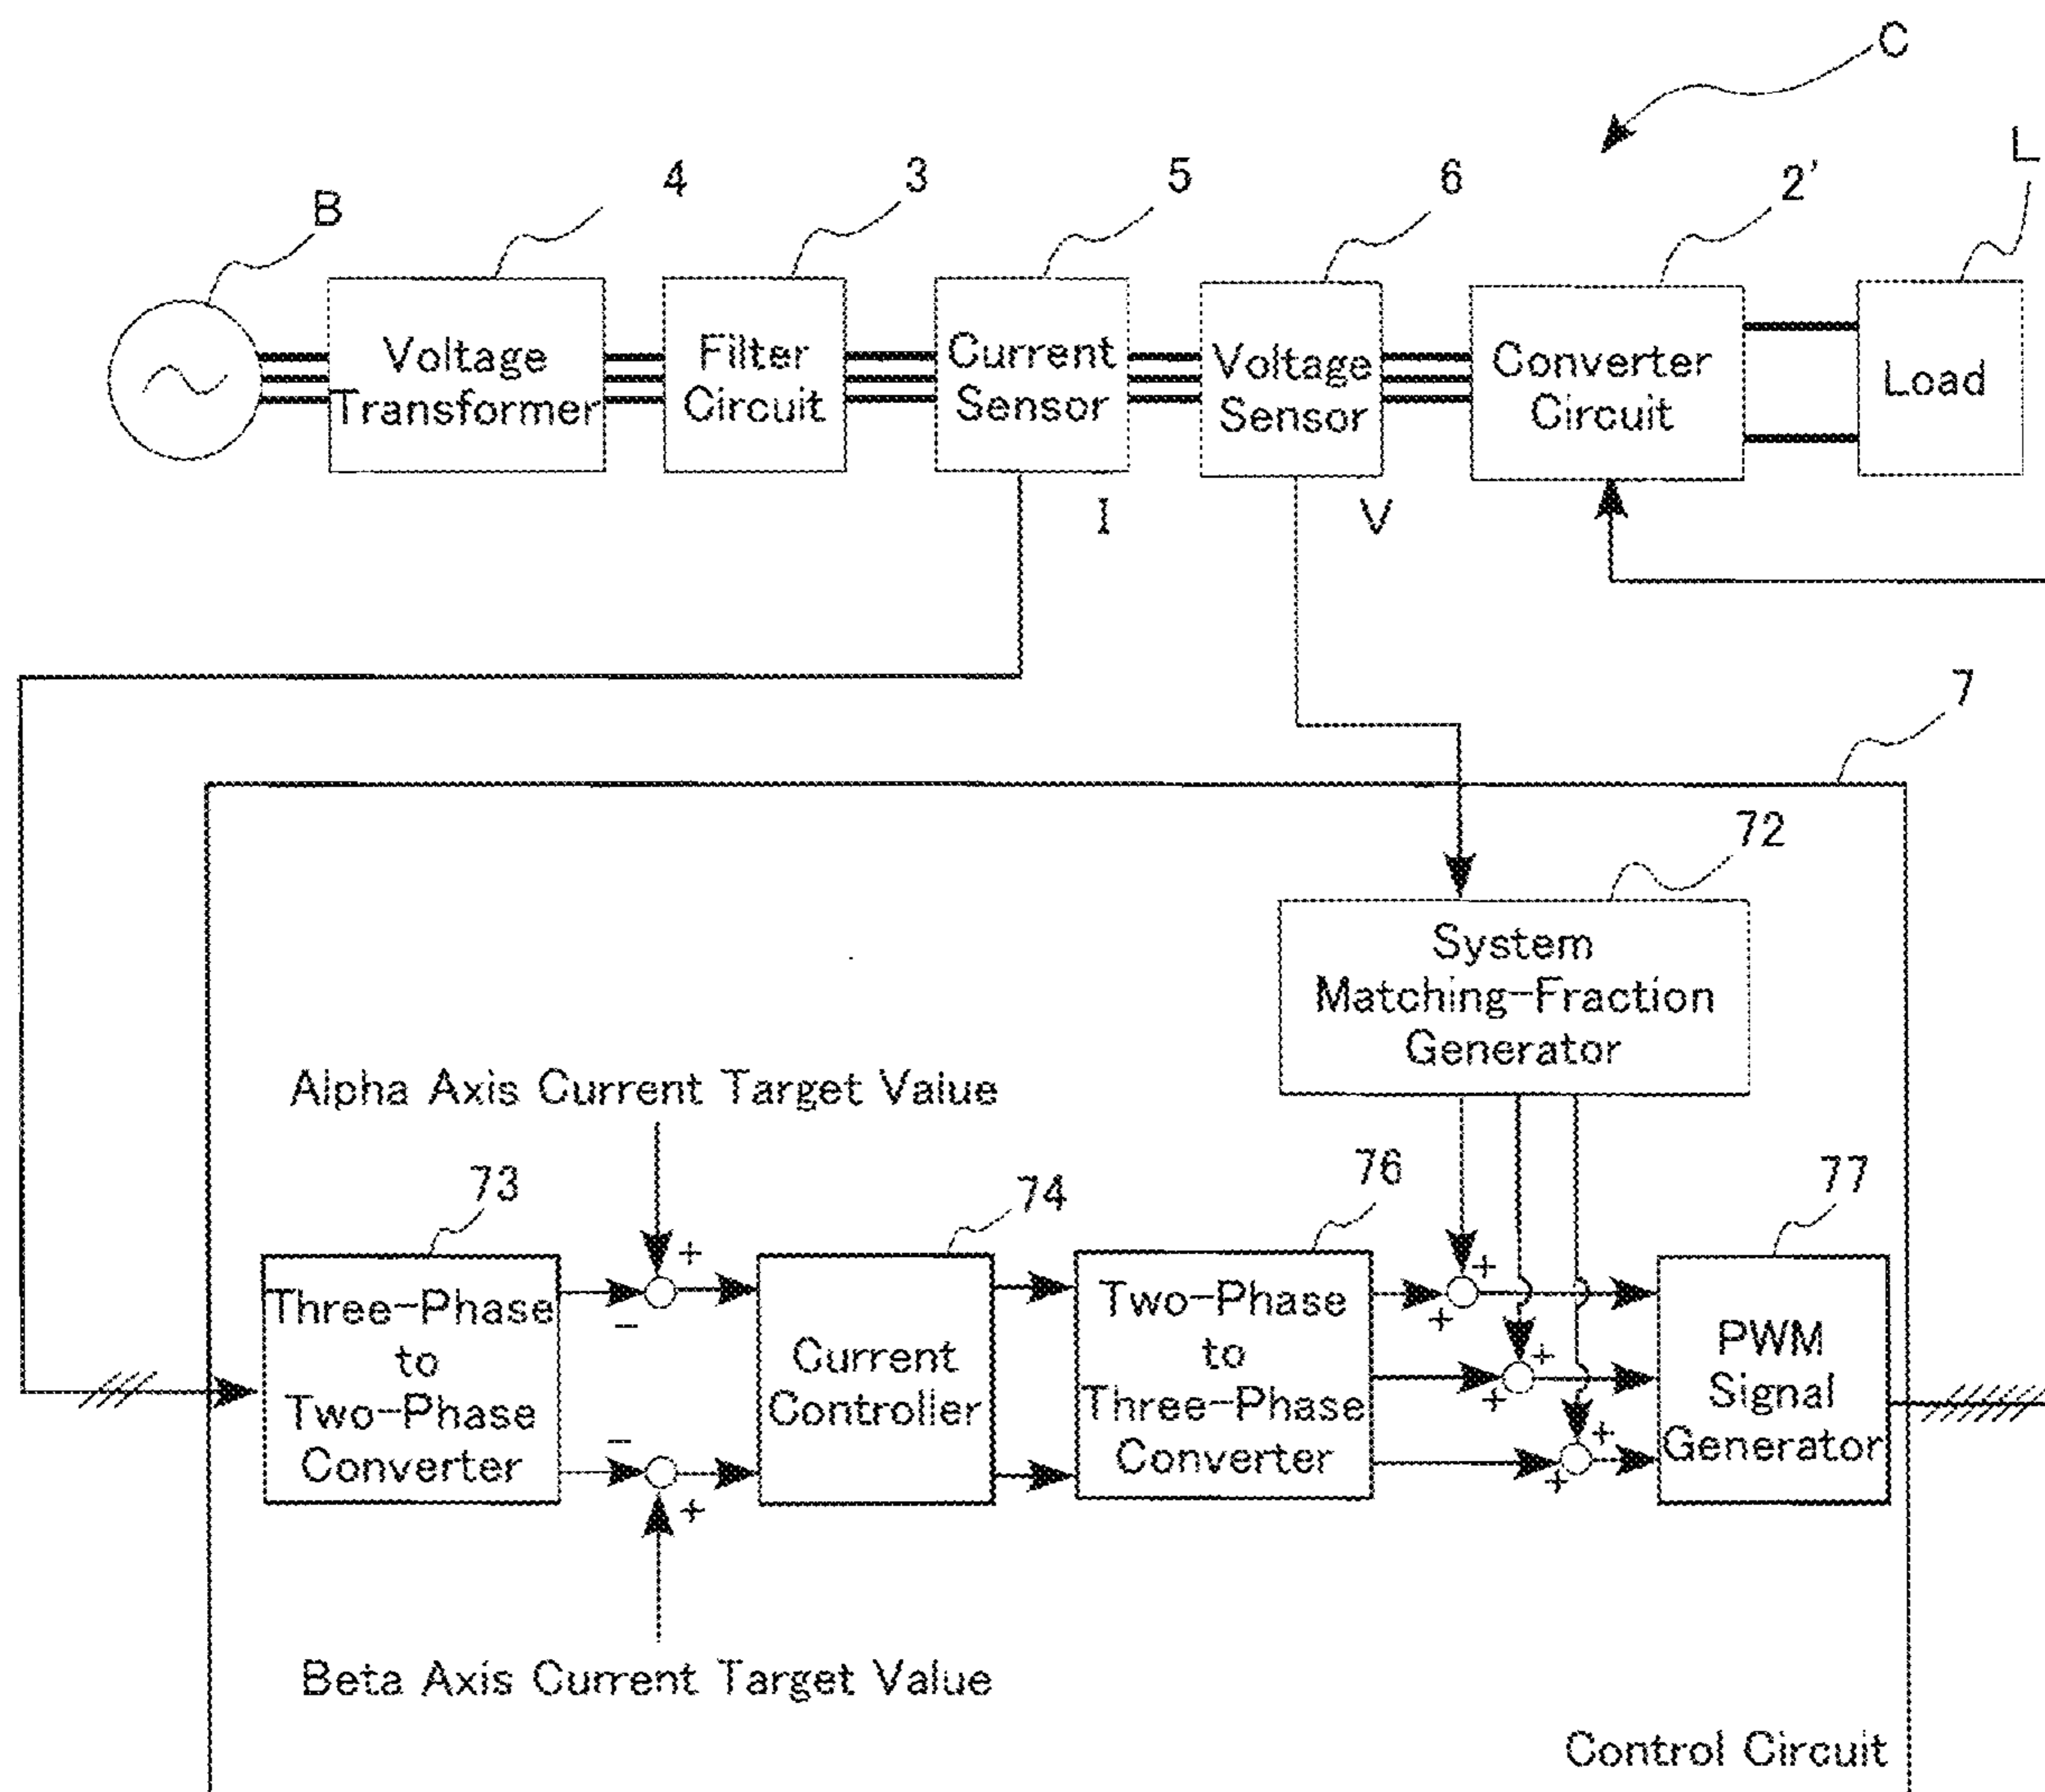 C
B
4
3
5
6
2'
L
Voltage
Transformer
Filter
Circuit
Current
Sensor
Voltage
Sensor
Converter
Circuit
Load
I
V
7
72
System
Matching-Fraction
Generator
Alpha Axis Current Target Value
73
74
76
77
+
-
-
+
Three-Phase
to
Two-Phase
Converter
Current
Controller
Two-Phase
to
Three-Phase
Converter
+
+
+
+
+
+
PWM
Signal
Generator
Beta Axis Current Target Value
Control Circuit